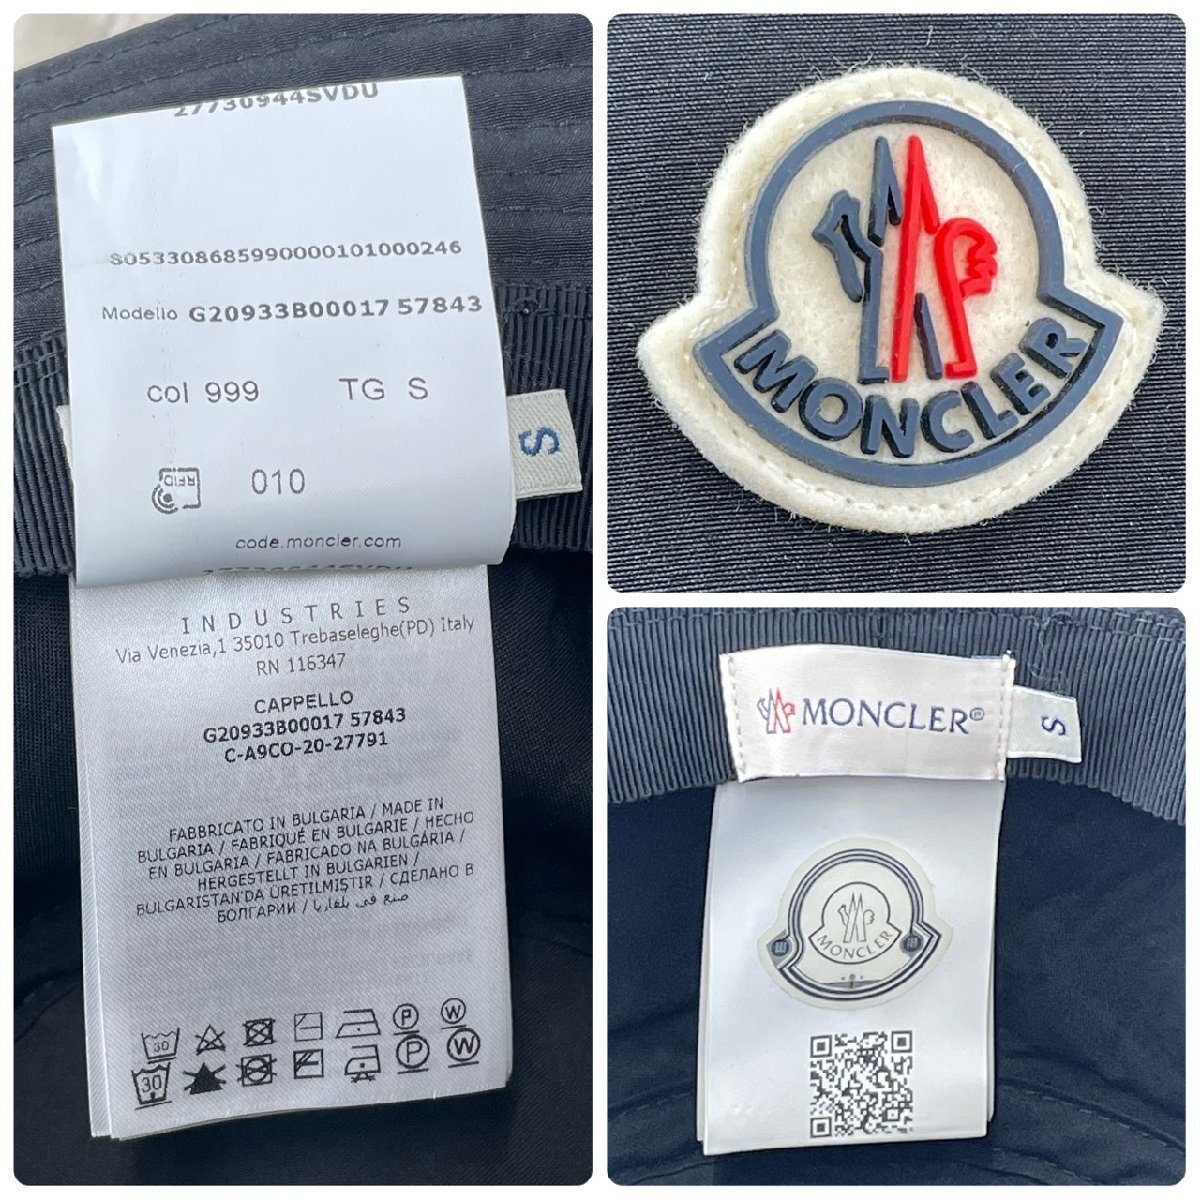 27730944SVDU
8053308685990000101000246
Modello G20933B00017 57843
col 999 TG S
RFID 010
code.moncler.com
S
INDUSTRIES
Via Venezia,1 35010 Trebaseleghe(PD) Italy
RN 116347
CAPPELLO
G20933B00017 57843
C-A9CO-20-27791
FABBRICATO IN BULGARIA / MADE IN
BULGARIA / FABRIQUÉ EN BULGARIE / HECHO
EN BULGARIA / FABRICADO NA BULGÁRIA /
HERGESTELLT IN BULGARIEN /
BULGARISTAN'DA ÜRETILMIŞTIR / СДЕЛАНО В
БОЛГАРИИ / صنع في بلغاريا
30 P W
30 P W
MONCLER
MONCLER
S
MONCLER